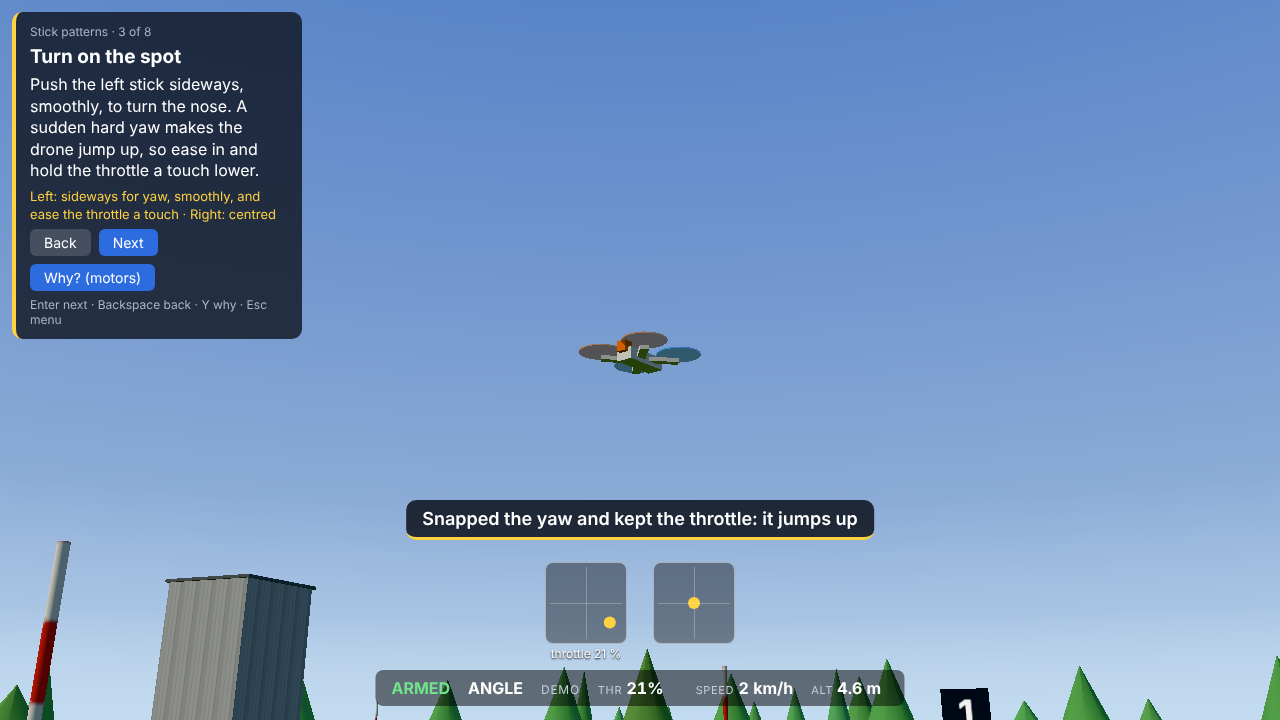 Stick patterns · 3 of 8
Turn on the spot
Push the left stick sideways,
smoothly, to turn the nose. A
sudden hard yaw makes the
drone jump up, so ease in and
hold the throttle a touch lower.
Left: sideways for yaw, smoothly, and
ease the throttle a touch · Right: centred
Back Next
Why? (motors)
Enter next · Backspace back · Y why · Esc
menu
Snapped the yaw and kept the throttle: it jumps up
throttle 21 %
ARMED ANGLE DEMO THR 21% SPEED 2 km/h ALT 4.6 m
1